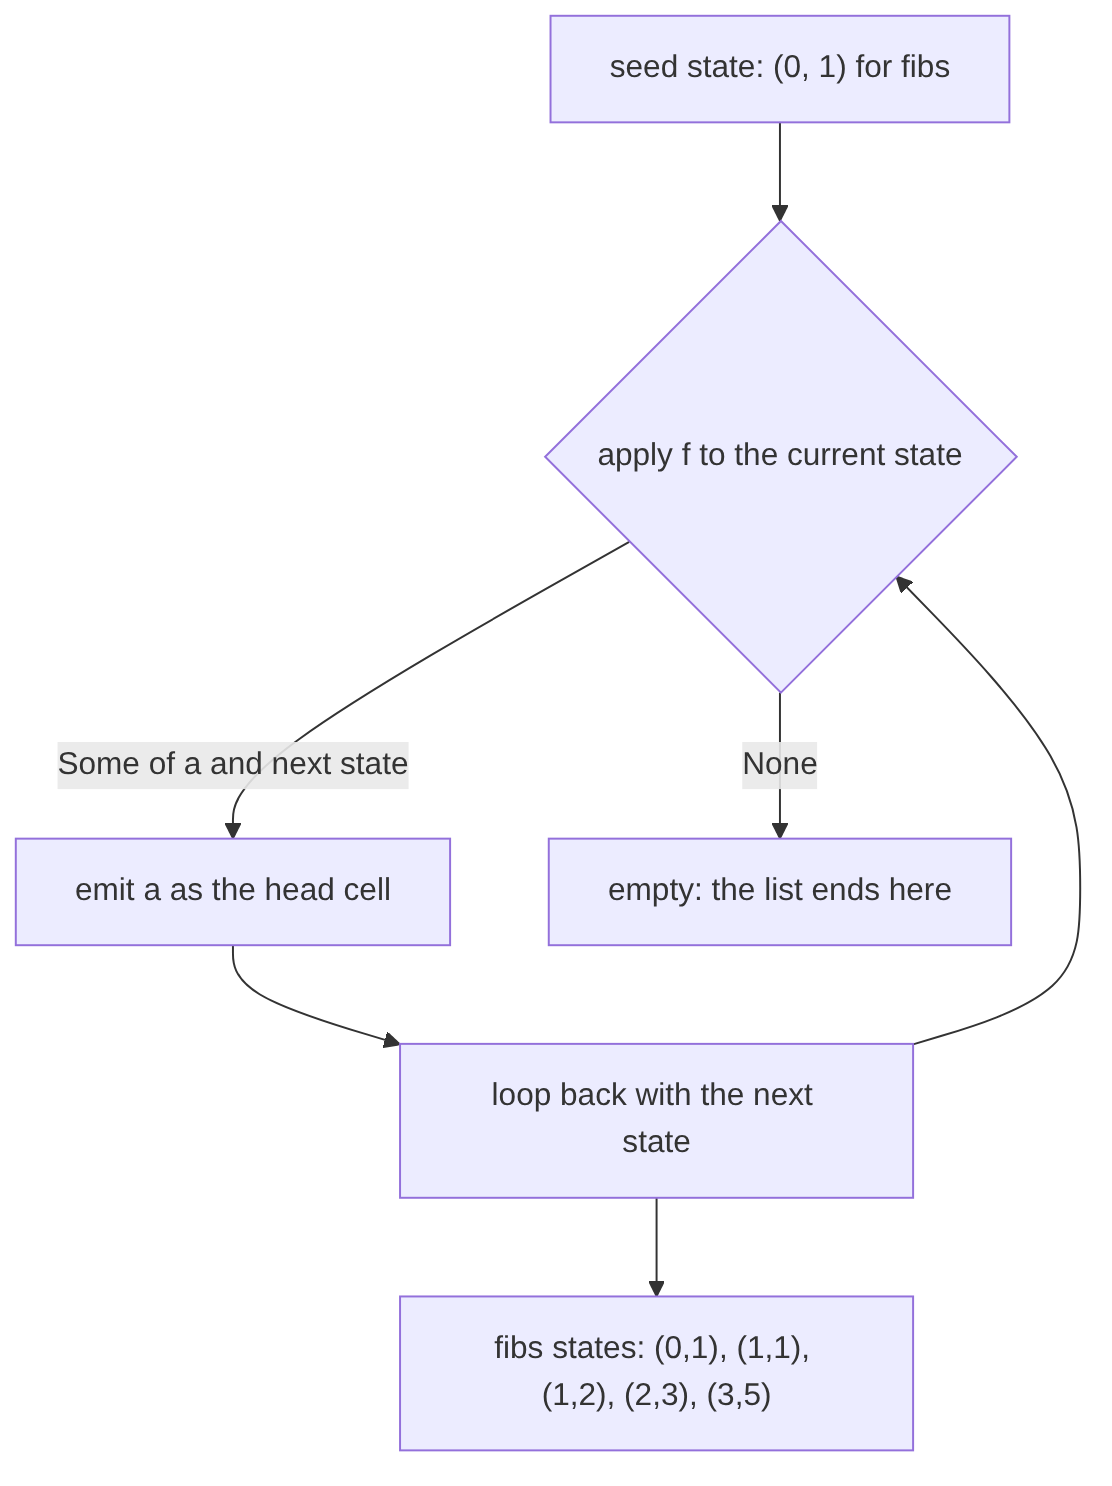 seed state: (0, 1) for fibs
apply f to the current state
Some of a and next state
None
emit a as the head cell
empty: the list ends here
loop back with the next
state
fibs states: (0,1), (1,1),
(1,2), (2,3), (3,5)